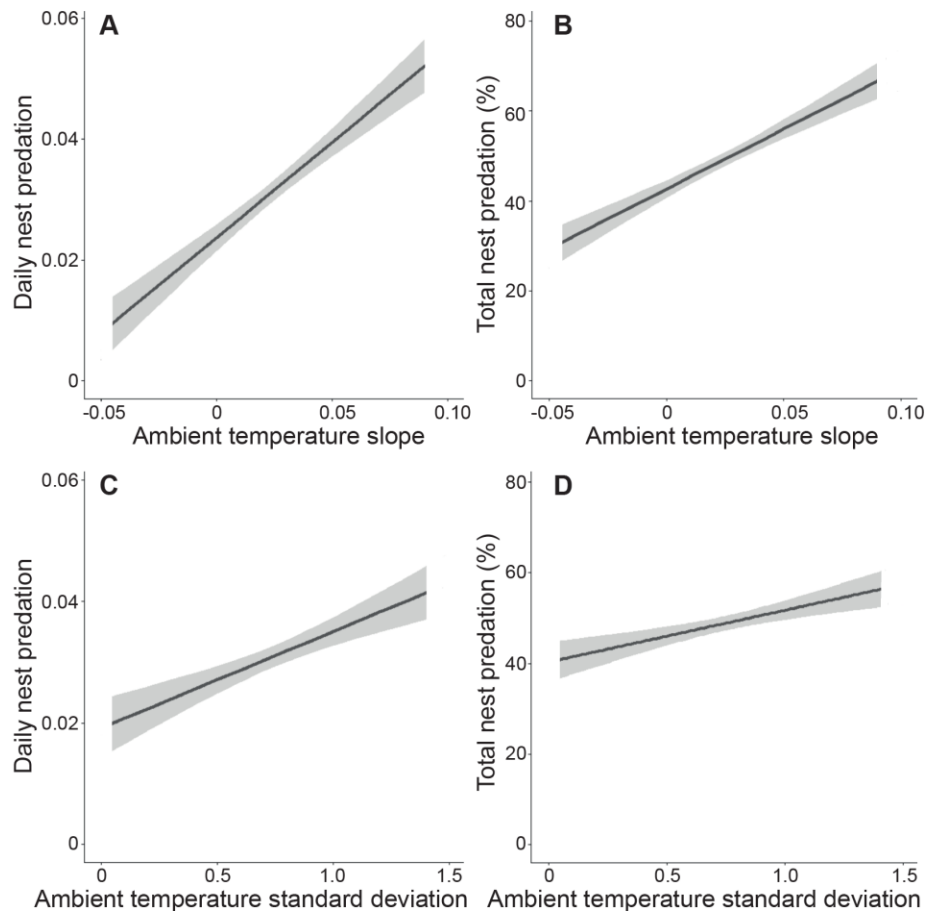 A
Daily nest predation
0.06
0.04
0.02
0
-0.05
0
0.05
0.10
Ambient temperature slope
B
Total nest predation (%)
80
60
40
20
0
-0.05
0
0.05
0.10
Ambient temperature slope
C
Daily nest predation
0.06
0.04
0.02
0
0
0.5
1.0
1.5
Ambient temperature standard deviation
D
Total nest predation (%)
80
60
40
20
0
0
0.5
1.0
1.5
Ambient temperature standard deviation